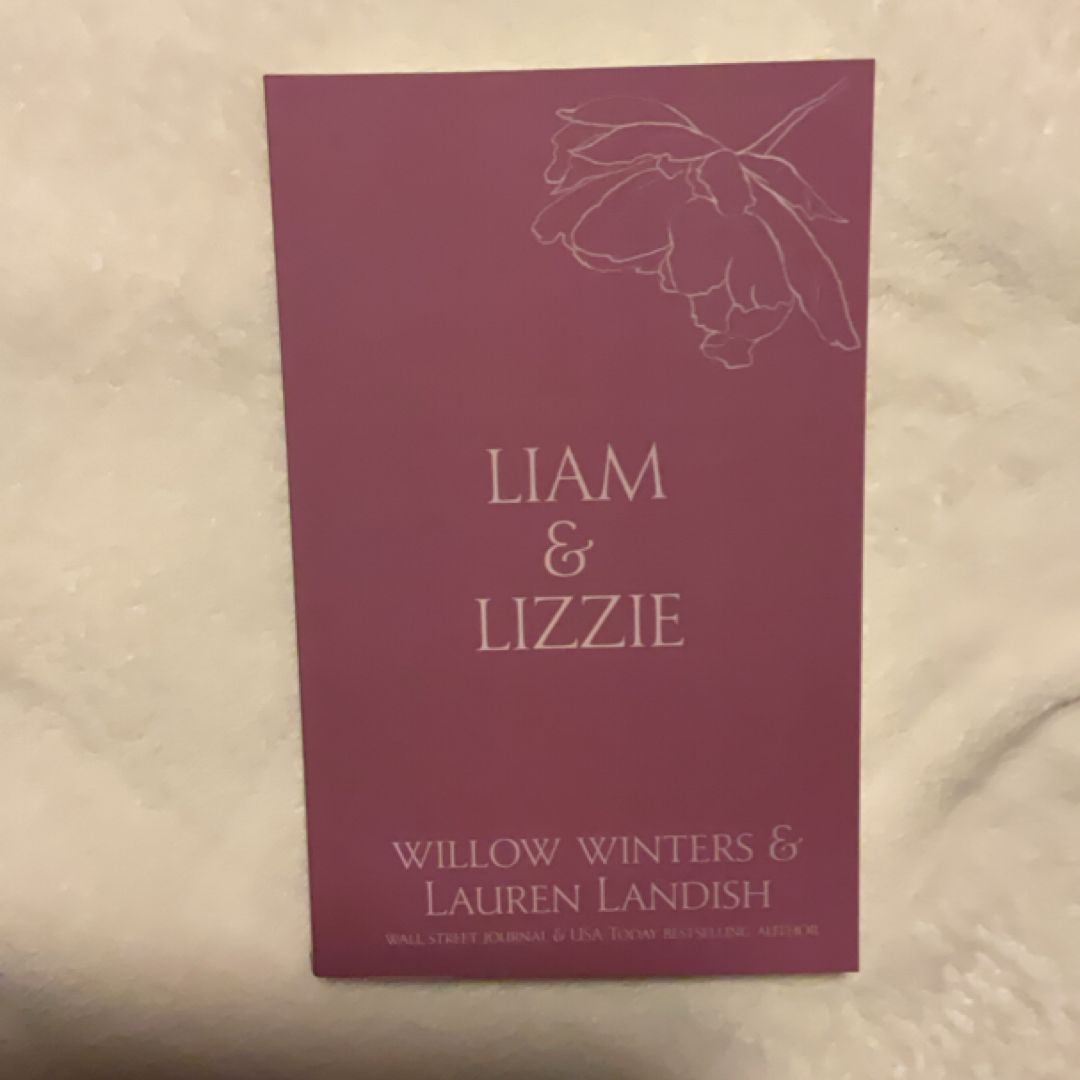 LIAM
&
LIZZIE
WILLOW WINTERS &
LAUREN LANDISH
WALL STREET JOURNAL & USA TODAY BESTSELLING AUTHOR